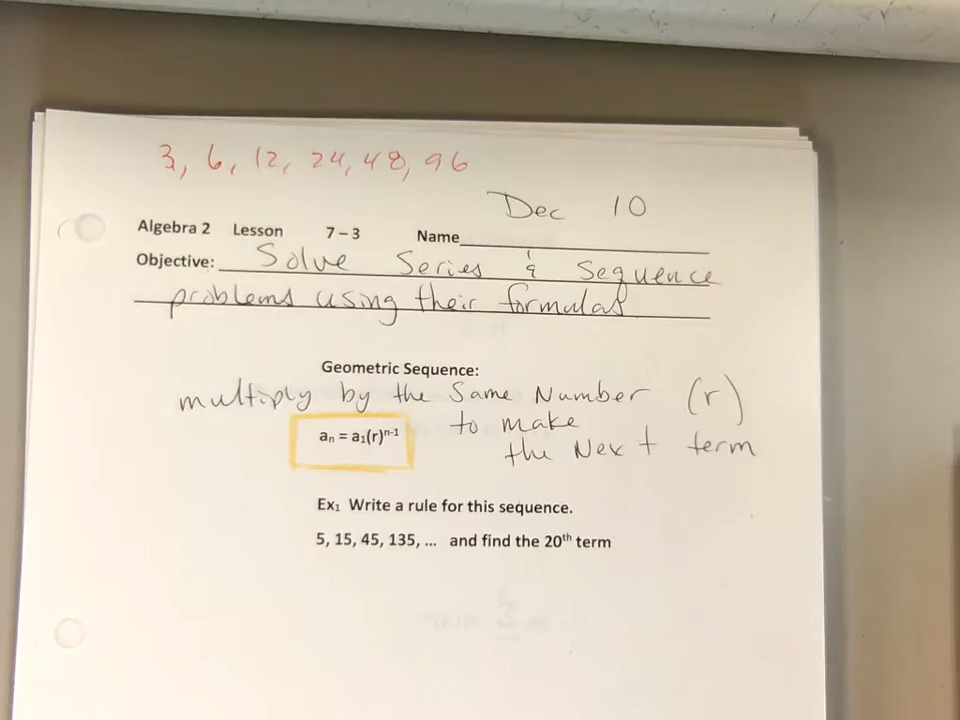 3, 6, 12, 24, 48, 96
Dec 10
Algebra 2 Lesson 7 – 3 Name
Objective: Solve Series & Sequence
problems using their formulas
Geometric Sequence:
multiply by the Same Number (r)
to make
the Next term
aₙ = a₁(r)ⁿ⁻¹
Ex₁ Write a rule for this sequence.
5, 15, 45, 135, ... and find the 20ᵗʰ term